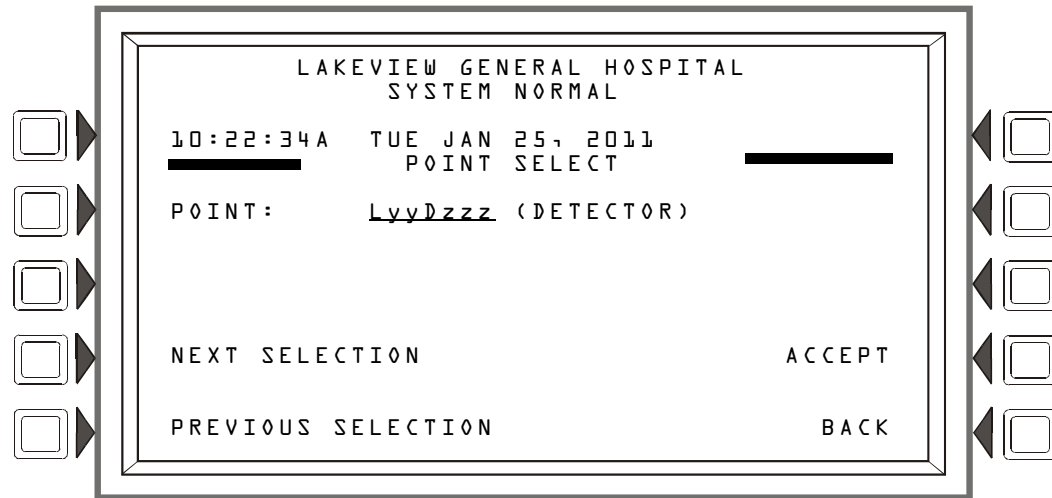 LAKEVIEW GENERAL HOSPITAL
SYSTEM NORMAL
10:22:34A TUE JAN 25, 2011
POINT SELECT
POINT: LyyDzzz (DETECTOR)
NEXT SELECTION ACCEPT
PREVIOUS SELECTION BACK